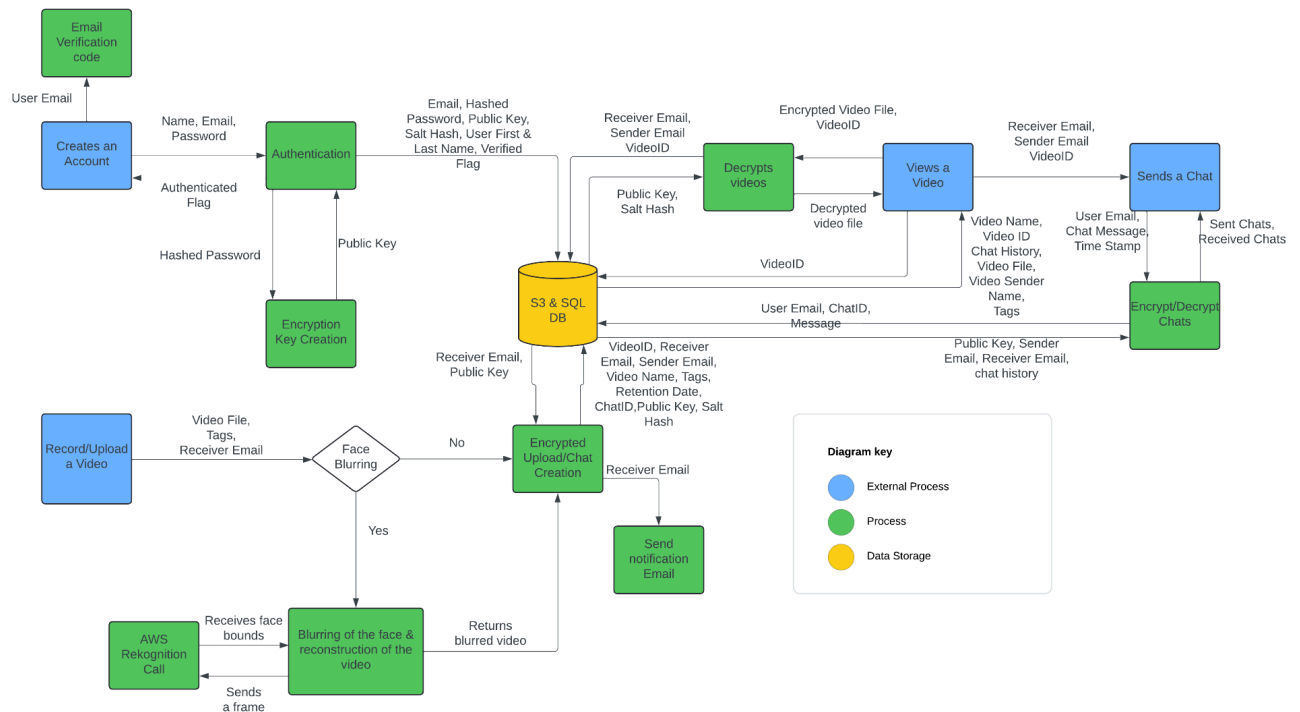 Email
Verification
code
User Email
Creates an
Account
Name, Email,
Password
Authenticated
Flag
Authentication
Hashed Password
Public Key
Encryption
Key Creation
Email, Hashed
Password, Public Key,
Salt Hash, User First &
Last Name, Verified
Flag
Receiver Email,
Sender Email
VideoID
Public Key,
Salt Hash
Decrypts
videos
Encrypted Video File,
VideoID
Decrypted
video file
Views a
Video
Receiver Email,
Sender Email
VideoID
Sends a Chat
User Email,
Chat Message,
Time Stamp
Sent Chats,
Received Chats
Video Name,
Video ID
Chat History,
Video File,
Video Sender
Name,
Tags
VideoID
S3 & SQL
DB
User Email, ChatID,
Message
Encrypt/Decrypt
Chats
Public Key, Sender
Email, Receiver Email,
chat history
Receiver Email,
Public Key
VideoID, Receiver
Email, Sender Email,
Video Name, Tags,
Retention Date,
ChatID,Public Key, Salt
Hash
Record/Upload
a Video
Video File,
Tags,
Receiver Email
Face
Blurring
No
Yes
Encrypted
Upload/Chat
Creation
Receiver Email
Send
notification
Email
AWS
Rekognition
Call
Receives face
bounds
Sends
a frame
Blurring of the face &
reconstruction of the
video
Returns
blurred video
Diagram key
External Process
Process
Data Storage